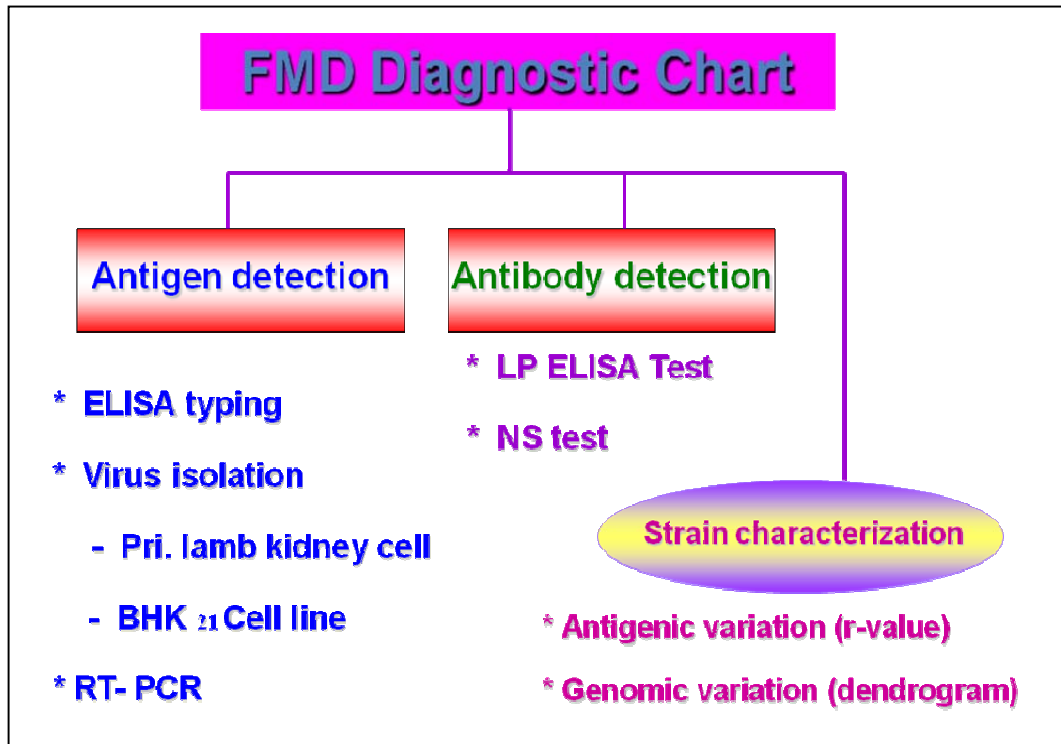 FMD Diagnostic Chart
Antigen detection
* ELISA typing
* Virus isolation
- Pri. lamb kidney cell
- BHK 21 Cell line
* RT- PCR
Antibody detection
* LP ELISA Test
* NS test
Strain characterization
* Antigenic variation (r-value)
* Genomic variation (dendrogram)